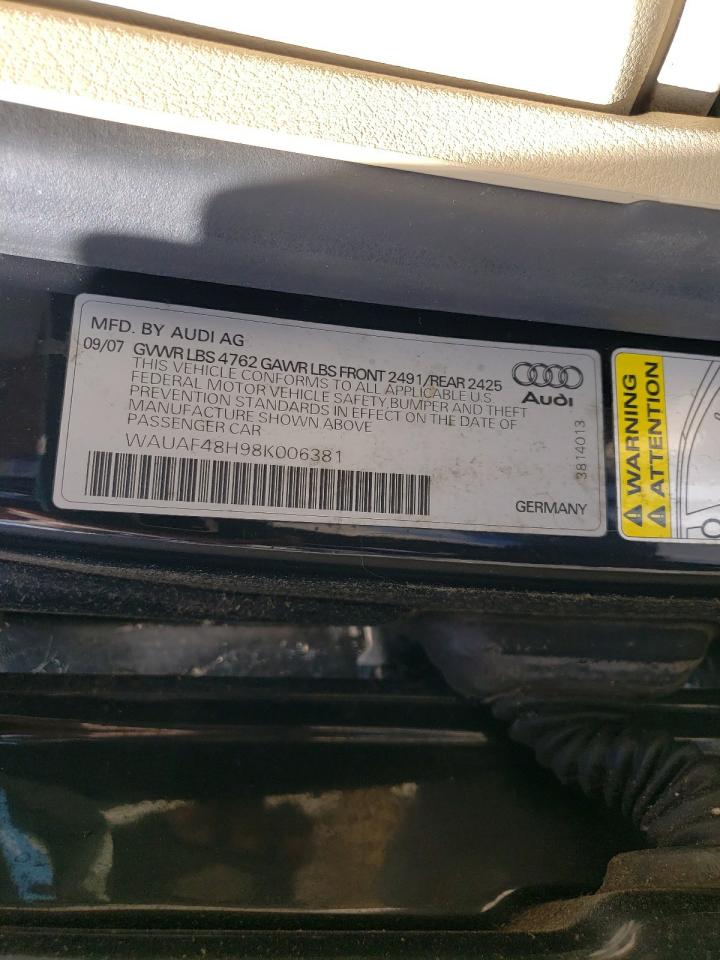 MFD. BY AUDI AG
09/07 GVWR LBS 4762 GAWR LBS FRONT 2491/REAR 2425
THIS VEHICLE CONFORMS TO ALL APPLICABLE U.S
FEDERAL MOTOR VEHICLE SAFETY,BUMPER AND THEFT
PREVENTION STANDARDS IN EFFECT ON THE DATE OF
MANUFACTURE SHOWN ABOVE
PASSENGER CAR
WAUAF48H98K006381
GERMANY
Audi
3814013
WARNING
ATTENTION